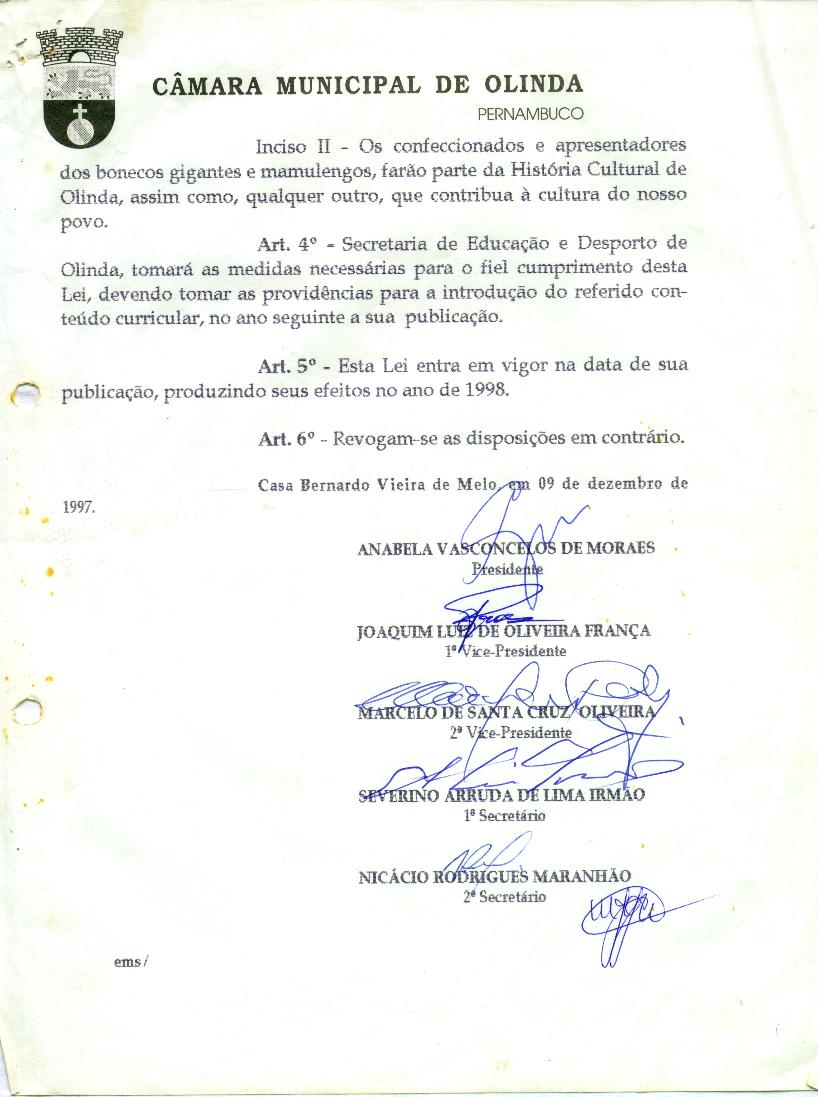 CÂMARA MUNICIPAL DE OLINDA
PERNAMBUCO
Inciso II - Os confeccionados e apresentadores
dos bonecos gigantes e mamulengos, farão parte da História Cultural de
Olinda, assim como, qualquer outro, que contribua à cultura do nosso
povo.
Art. 4º - Secretaria de Educação e Desporto de
Olinda, tomará as medidas necessárias para o fiel cumprimento desta
Lei, devendo tomar as providências para a introdução do referido con-
teúdo curricular, no ano seguinte a sua publicação.
Art. 5º - Esta Lei entra em vigor na data de sua
publicação, produzindo seus efeitos no ano de 1998.
Art. 6º - Revogam-se as disposições em contrário.
Casa Bernardo Vieira de Melo, em 09 de dezembro de
1997.
ANABELA VASCONCELOS DE MORAES
Presidente
JOAQUIM LUIZ DE OLIVEIRA FRANÇA
1º Vice-Presidente
MARCELO DE SANTA CRUZ OLIVEIRA
2º Vice-Presidente
SEVERINO ARRUDA DE LIMA IRMÃO
1º Secretário
NICÁCIO RODRIGUES MARANHÃO
2º Secretário
ems/